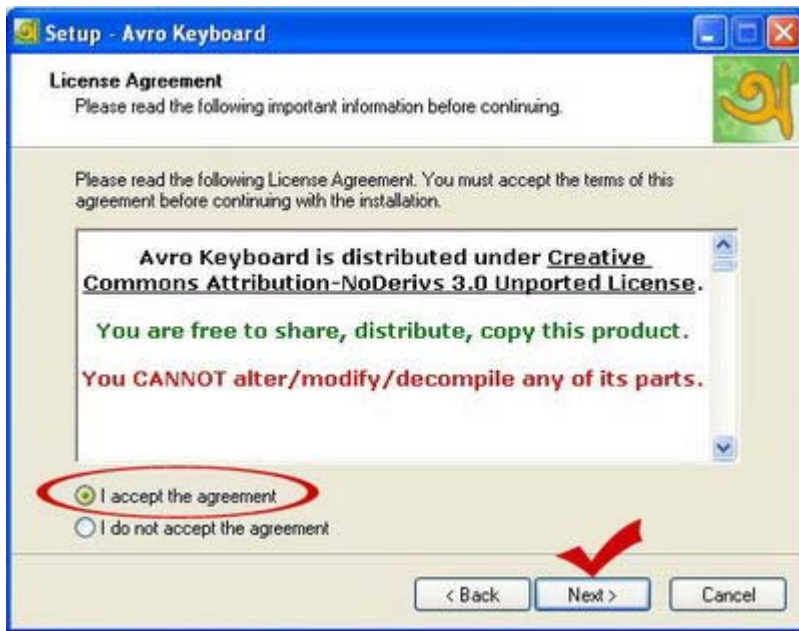 Setup - Avro Keyboard
License Agreement
Please read the following important information before continuing.
অ
Please read the following License Agreement. You must accept the terms of this
agreement before continuing with the installation.
Avro Keyboard is distributed under Creative
Commons Attribution-NoDerivs 3.0 Unported License.
You are free to share, distribute, copy this product.
You CANNOT alter/modify/decompile any of its parts.
I accept the agreement
I do not accept the agreement
< Back Next > Cancel